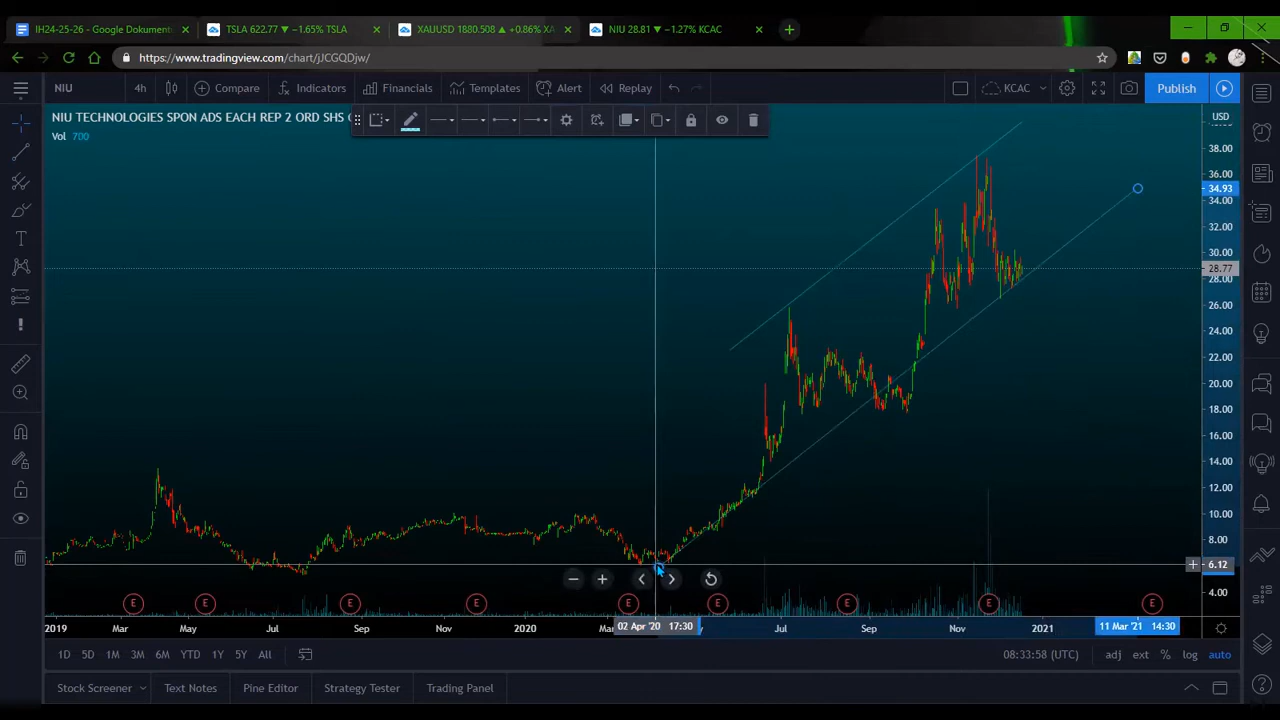 IH24-25-26 - Google Dokument
TSLA 622.77 ▼ −1.65% TSLA
XAUUSD 1880.508 ▲ +0.86% XA
NIU 28.81 ▼ −1.27% KCAC
https://www.tradingview.com/chart/jJCGQDjw/
NIU
4h
Compare
Indicators
Financials
Templates
Alert
Replay
KCAC
Publish
NIU TECHNOLOGIES SPON ADS EACH REP 2 ORD SHS
Vol 700
USD
38.00
36.00
34.93
34.00
32.00
30.00
28.77
28.00
26.00
24.00
22.00
20.00
18.00
16.00
14.00
12.00
10.00
8.00
6.12
4.00
E E E E E E E E E
2019 Mar May Jul Sep Nov 2020 Mar 02 Apr '20 17:30 Jul Sep Nov 2021 11 Mar '21 14:30
1D 5D 1M 3M 6M YTD 1Y 5Y All
08:33:58 (UTC) adj ext % log auto
Stock Screener Text Notes Pine Editor Strategy Tester Trading Panel